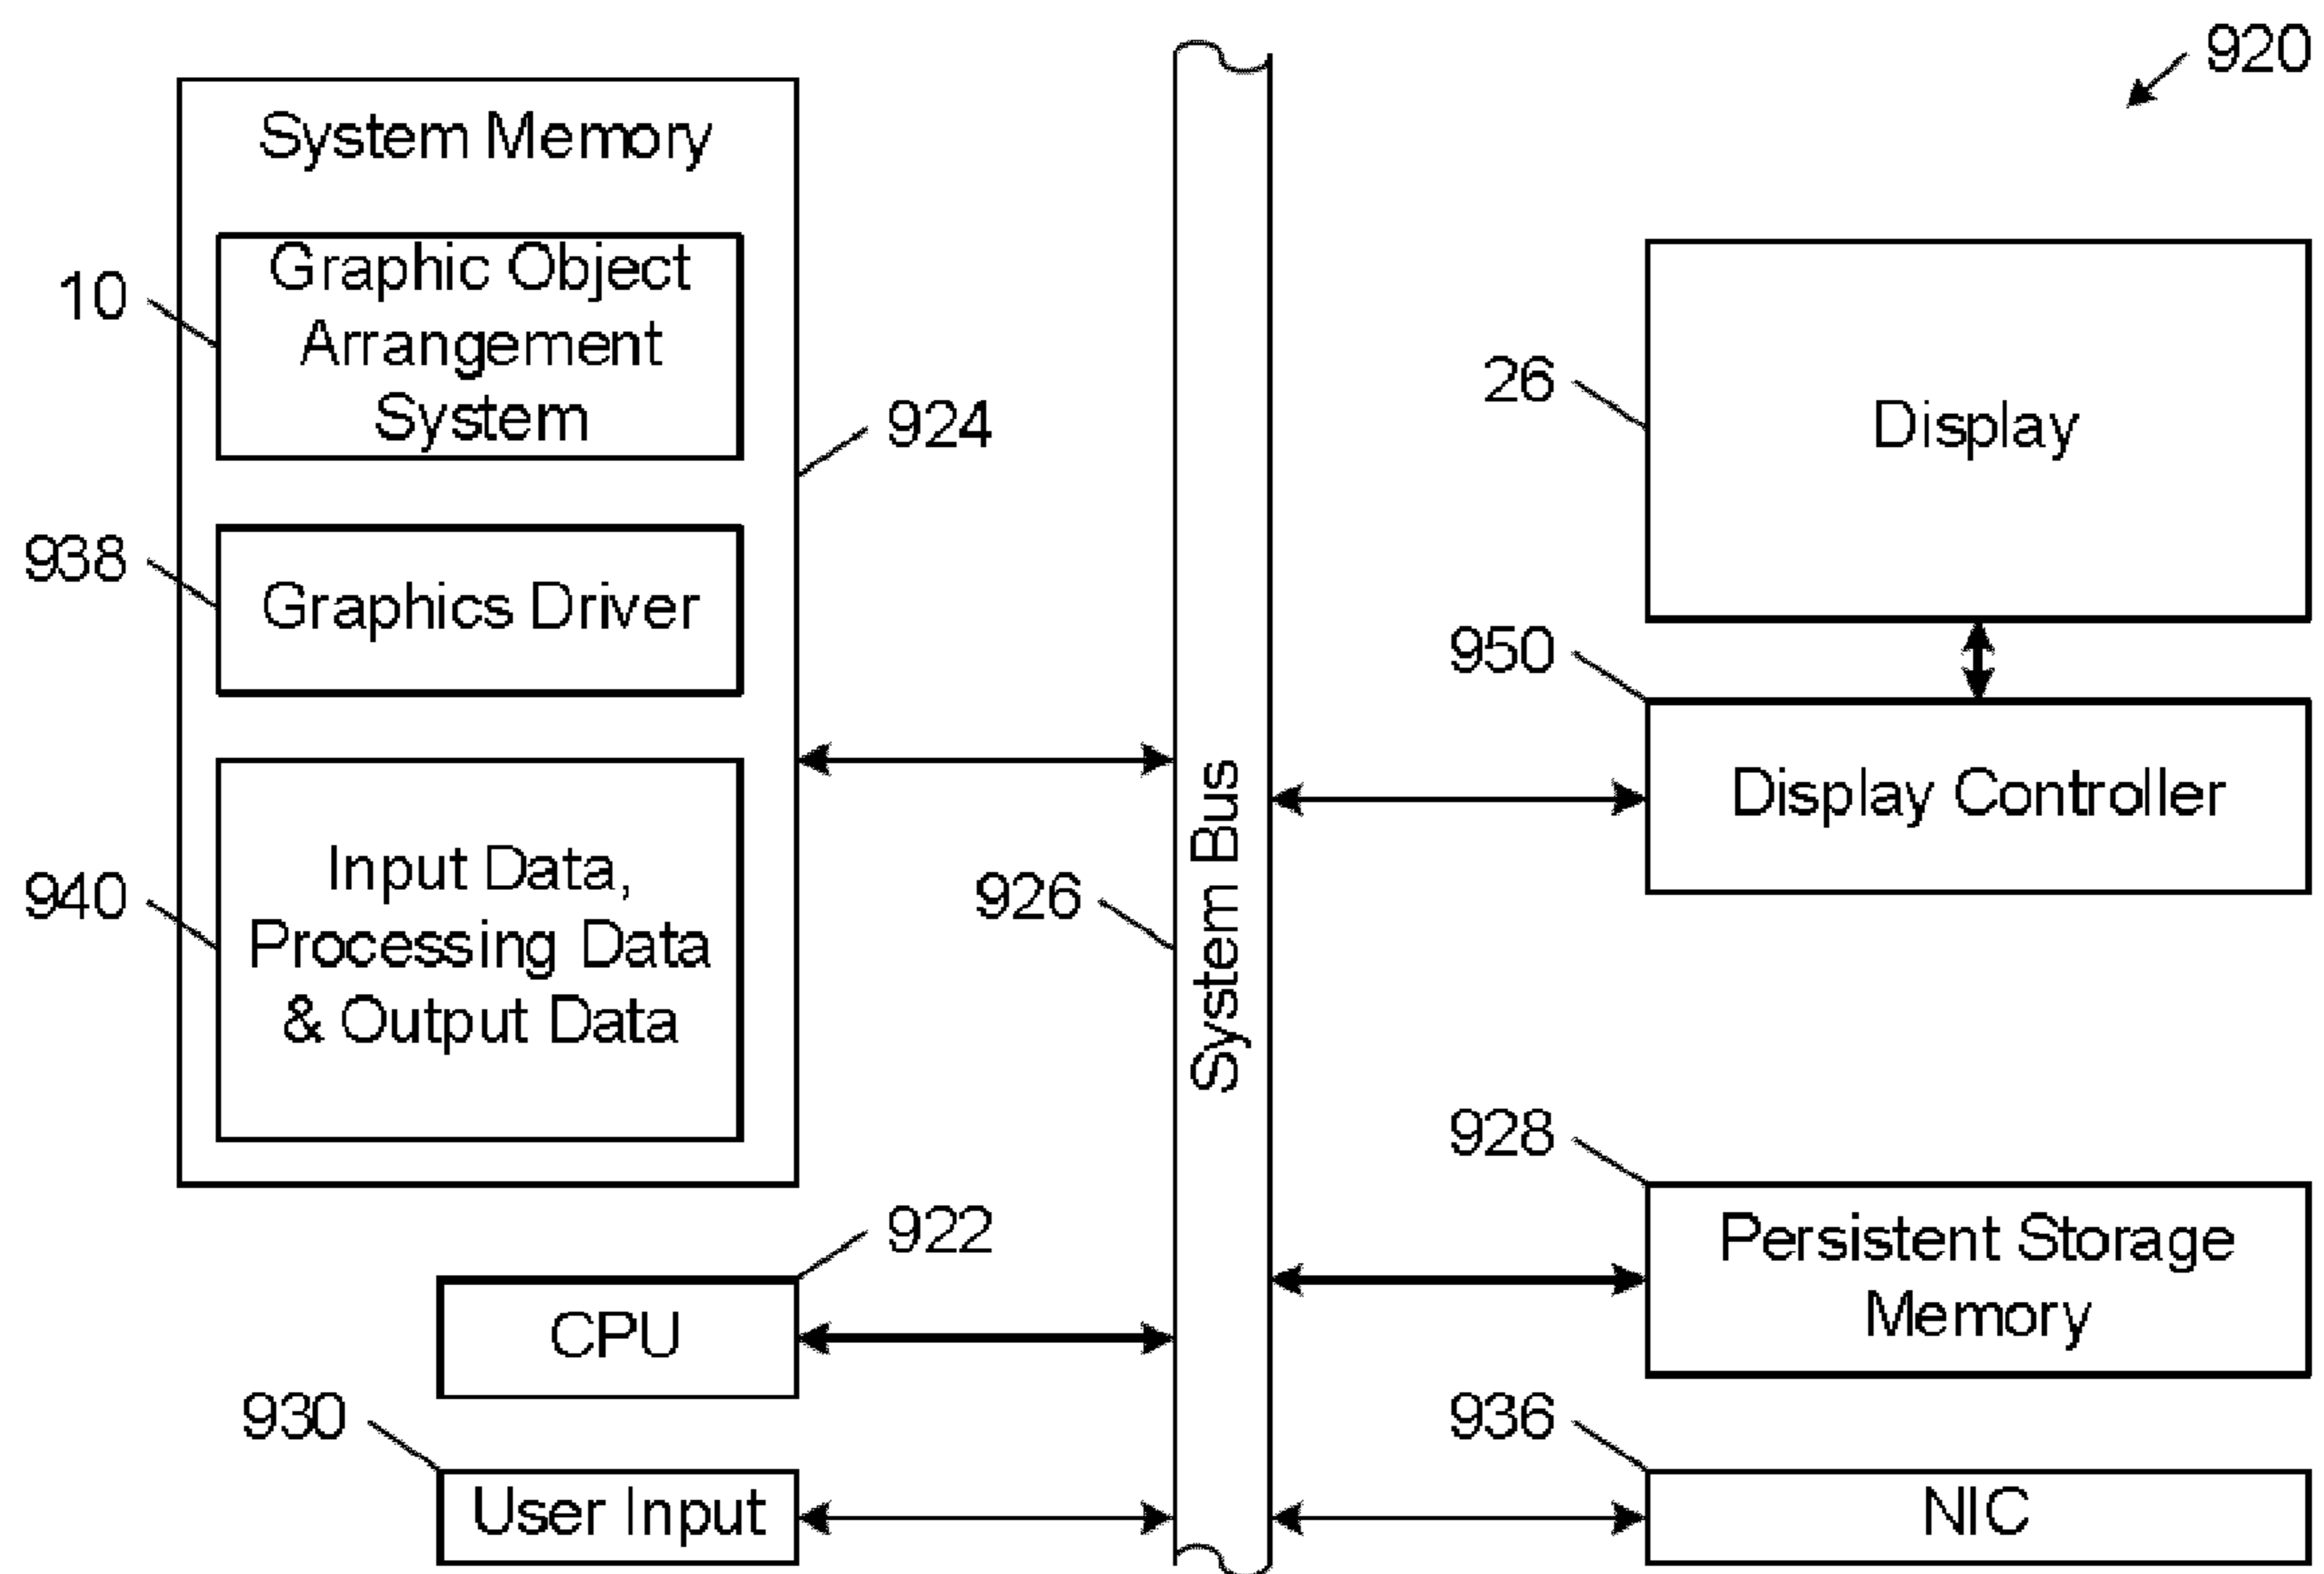 920
System Memory
Graphic Object
Arrangement
System
10
924
938
Graphics Driver
940
Input Data,
Processing Data
& Output Data
922
CPU
930
User Input
926
System Bus
26
Display
950
Display Controller
928
Persistent Storage
Memory
936
NIC